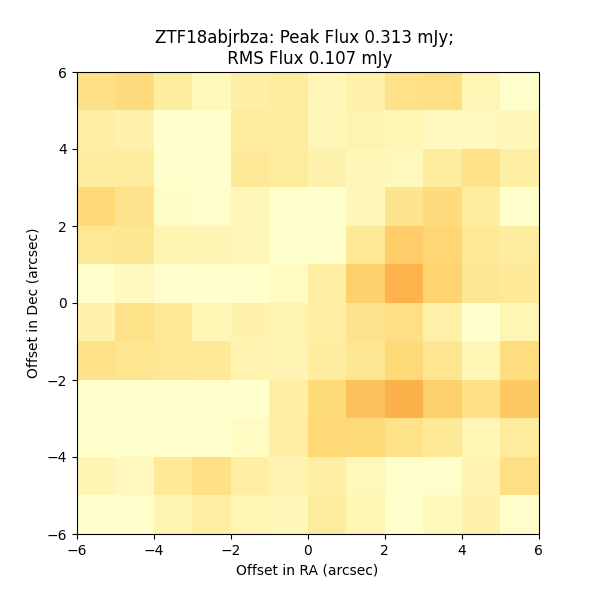 ZTF18abjrbza: Peak Flux 0.313 mJy;
RMS Flux 0.107 mJy
6
4
2
0
−2
−4
−6
Offset in Dec (arcsec)
−6 −4 −2 0 2 4 6
Offset in RA (arcsec)